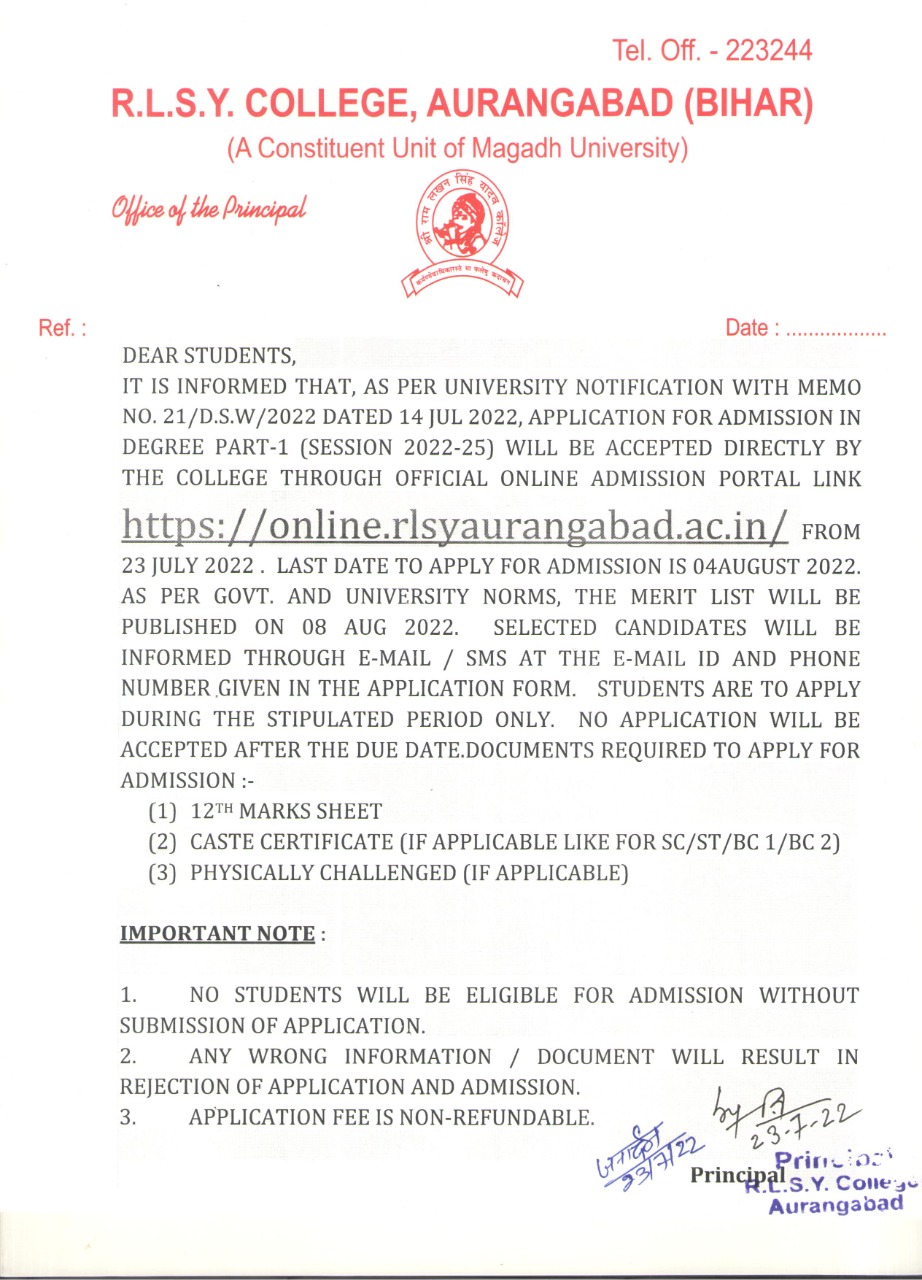 Tel. Off. - 223244
R.L.S.Y. COLLEGE, AURANGABAD (BIHAR)
(A Constituent Unit of Magadh University)
Office of the Principal
श्री राम लखन सिंह यादव कॉलेज
कर्मण्येवाधिकारस्ते मा फलेषु कदाचन
Ref. :
Date : ..................
DEAR STUDENTS,
IT IS INFORMED THAT, AS PER UNIVERSITY NOTIFICATION WITH MEMO
NO. 21/D.S.W/2022 DATED 14 JUL 2022, APPLICATION FOR ADMISSION IN
DEGREE PART-1 (SESSION 2022-25) WILL BE ACCEPTED DIRECTLY BY
THE COLLEGE THROUGH OFFICIAL ONLINE ADMISSION PORTAL LINK
https://online.rlsyaurangabad.ac.in/ FROM
23 JULY 2022 . LAST DATE TO APPLY FOR ADMISSION IS 04AUGUST 2022.
AS PER GOVT. AND UNIVERSITY NORMS, THE MERIT LIST WILL BE
PUBLISHED ON 08 AUG 2022. SELECTED CANDIDATES WILL BE
INFORMED THROUGH E-MAIL / SMS AT THE E-MAIL ID AND PHONE
NUMBER GIVEN IN THE APPLICATION FORM. STUDENTS ARE TO APPLY
DURING THE STIPULATED PERIOD ONLY. NO APPLICATION WILL BE
ACCEPTED AFTER THE DUE DATE.DOCUMENTS REQUIRED TO APPLY FOR
ADMISSION :-
(1) 12TH MARKS SHEET
(2) CASTE CERTIFICATE (IF APPLICABLE LIKE FOR SC/ST/BC 1/BC 2)
(3) PHYSICALLY CHALLENGED (IF APPLICABLE)
IMPORTANT NOTE :
1. NO STUDENTS WILL BE ELIGIBLE FOR ADMISSION WITHOUT
SUBMISSION OF APPLICATION.
2. ANY WRONG INFORMATION / DOCUMENT WILL RESULT IN
REJECTION OF APPLICATION AND ADMISSION.
3. APPLICATION FEE IS NON-REFUNDABLE.
23-7-22
23/7/22
Principal
Principal
R.L.S.Y. College
Aurangabad